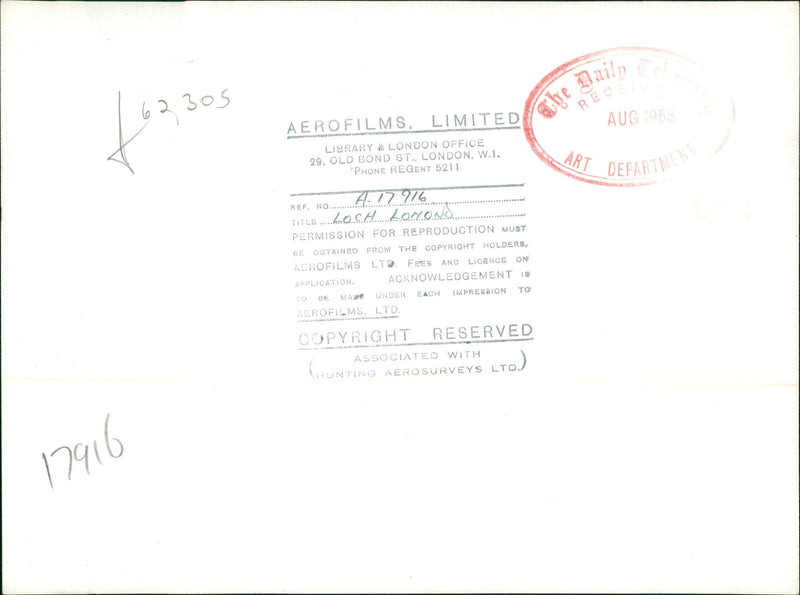 62,305
AEROFILMS, LIMITED
LIBRARY & LONDON OFFICE
29, OLD BOND ST., LONDON, W.1.
'PHONE REGENT 5211
REF. NO. A.17916
TITLE LOCH LOMOND
PERMISSION FOR REPRODUCTION MUST
BE OBTAINED FROM THE COPYRIGHT HOLDERS,
AEROFILMS LTD. FEES AND LICENCE ON
APPLICATION. ACKNOWLEDGEMENT IS
TO BE MADE UNDER EACH IMPRESSION TO
AEROFILMS, LTD.
COPYRIGHT RESERVED
ASSOCIATED WITH
(HUNTING AEROSURVEYS LTD.)
The Daily Telegraph
RECEIVED
AUG 1953
ART DEPARTMENT
17916